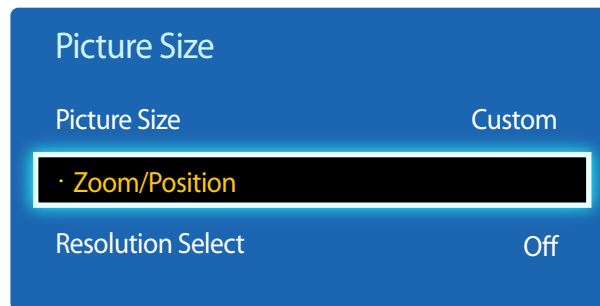 Picture Size
Picture Size Custom
· Zoom/Position
Resolution Select Off